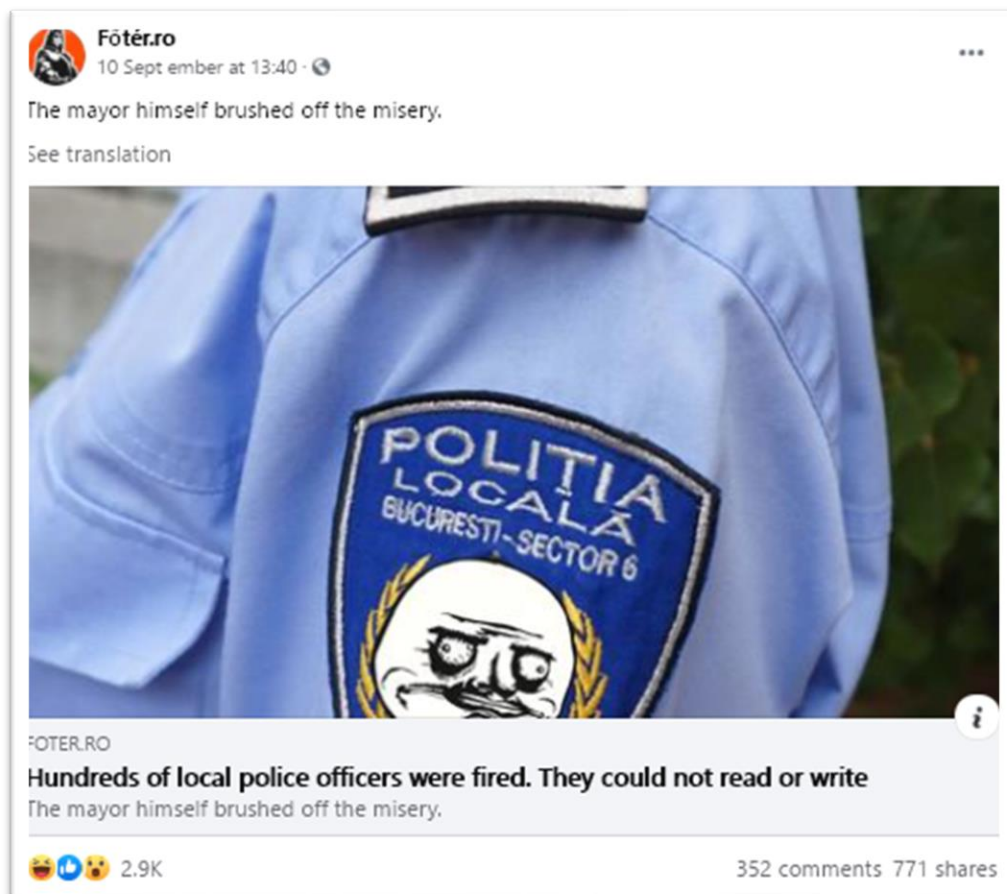 Főtér.ro
10 Sept ember at 13:40 ·
The mayor himself brushed off the misery.
See translation
POLIȚIA
LOCALĂ
BUCUREȘTI-SECTOR 6
i
FOTER.RO
Hundreds of local police officers were fired. They could not read or write
The mayor himself brushed off the misery.
2.9K
352 comments 771 shares